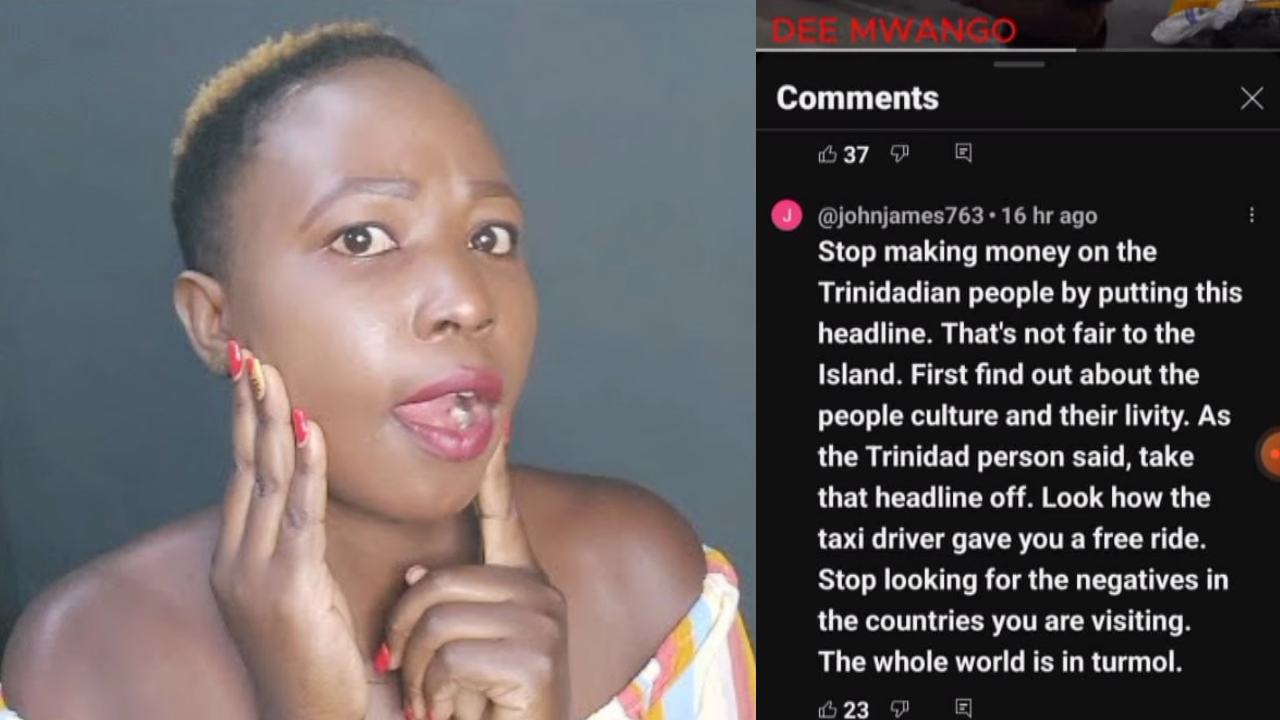 DEE MWANGO
Comments
37
J
@johnjames763 • 16 hr ago
Stop making money on the
Trinidadian people by putting this
headline. That's not fair to the
Island. First find out about the
people culture and their livity. As
the Trinidad person said, take
that headline off. Look how the
taxi driver gave you a free ride.
Stop looking for the negatives in
the countries you are visiting.
The whole world is in turmol.
23